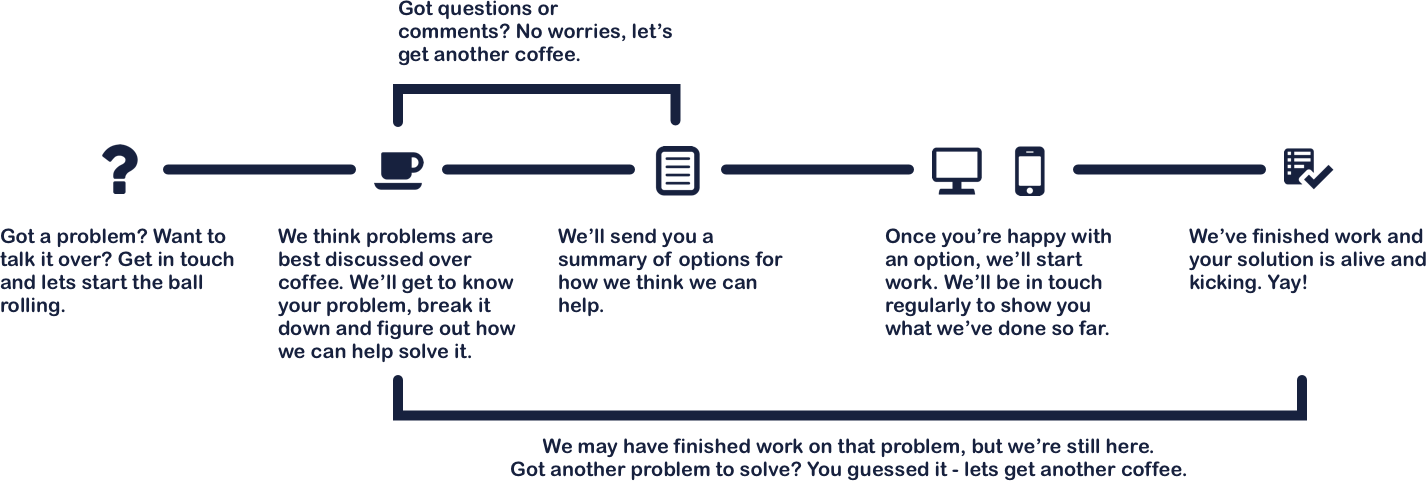 Got questions or
comments? No worries, let’s
get another coffee.
Got a problem? Want to
talk it over? Get in touch
and lets start the ball
rolling.
We think problems are
best discussed over
coffee. We’ll get to know
your problem, break it
down and figure out how
we can help solve it.
We’ll send you a
summary of options for
how we think we can
help.
Once you’re happy with
an option, we’ll start
work. We’ll be in touch
regularly to show you
what we’ve done so far.
We’ve finished work and
your solution is alive and
kicking. Yay!
We may have finished work on that problem, but we’re still here.
Got another problem to solve? You guessed it - lets get another coffee.